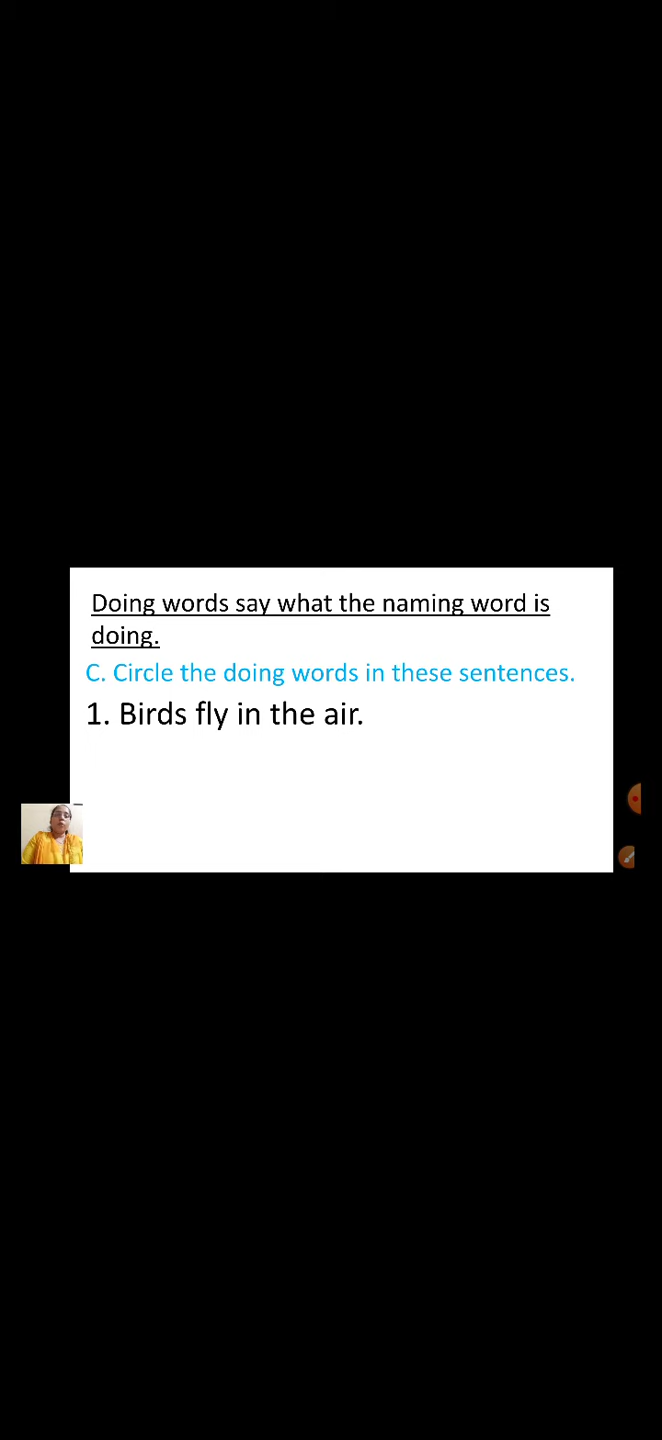 Doing words say what the naming word is
doing.
C. Circle the doing words in these sentences.
1. Birds fly in the air.